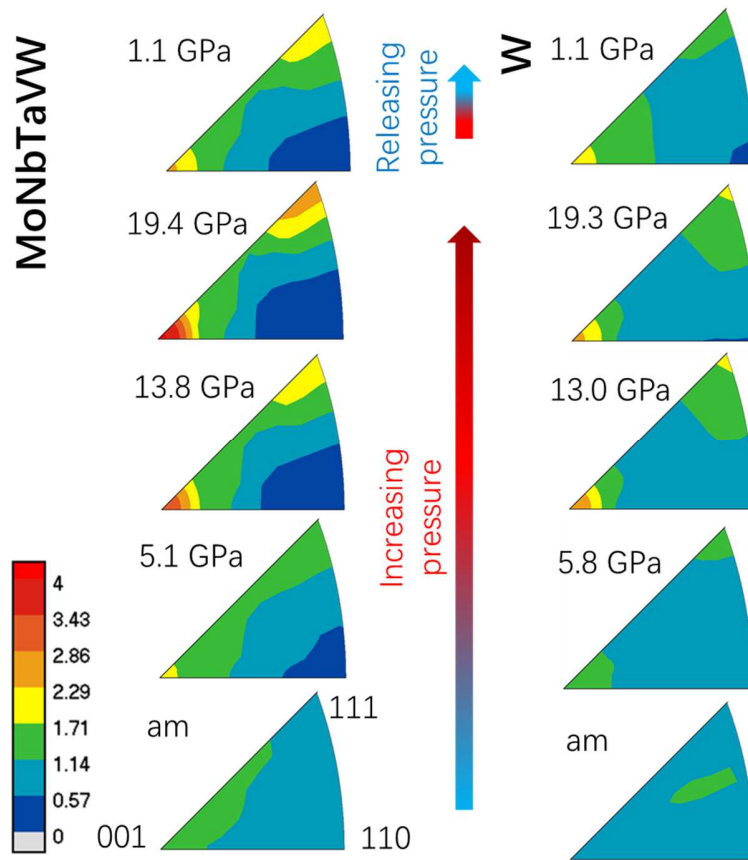 MoNbTaVW
1.1 GPa
19.4 GPa
13.8 GPa
5.1 GPa
am
111
001
110
4
3.43
2.86
2.29
1.71
1.14
0.57
0
Releasing
pressure
Increasing
pressure
W
1.1 GPa
19.3 GPa
13.0 GPa
5.8 GPa
am